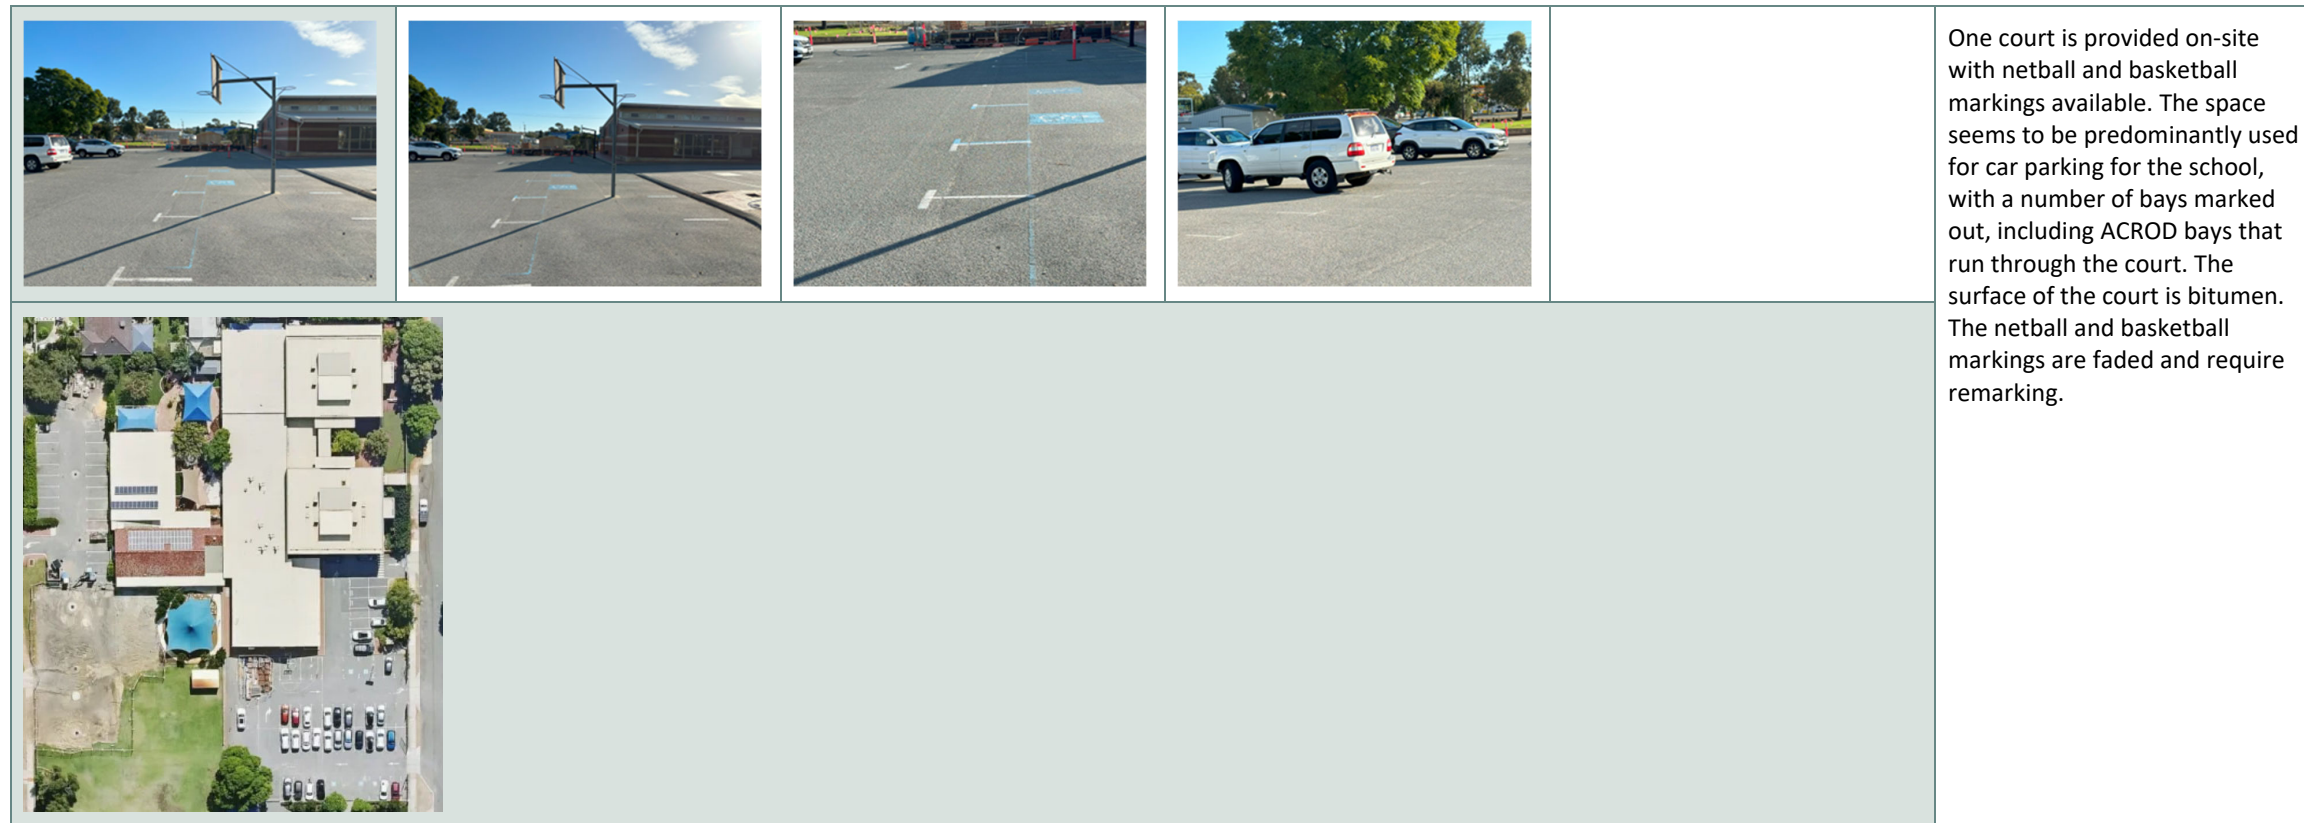 One court is provided on-site
with netball and basketball
markings available. The space
seems to be predominantly used
for car parking for the school,
with a number of bays marked
out, including ACROD bays that
run through the court. The
surface of the court is bitumen.
The netball and basketball
markings are faded and require
remarking.